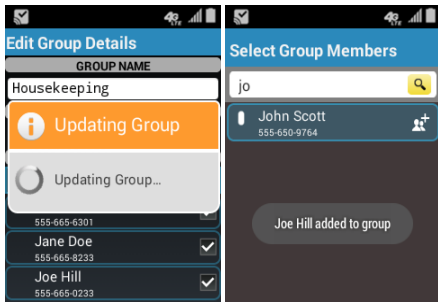 4G LTE
Edit Group Details
GROUP NAME
Housekeeping
Updating Group
Updating Group...
555-665-6301
Jane Doe
555-665-8233
Joe Hill
555-665-0233
4G LTE
Select Group Members
jo
John Scott
555-650-9764
Joe Hill added to group